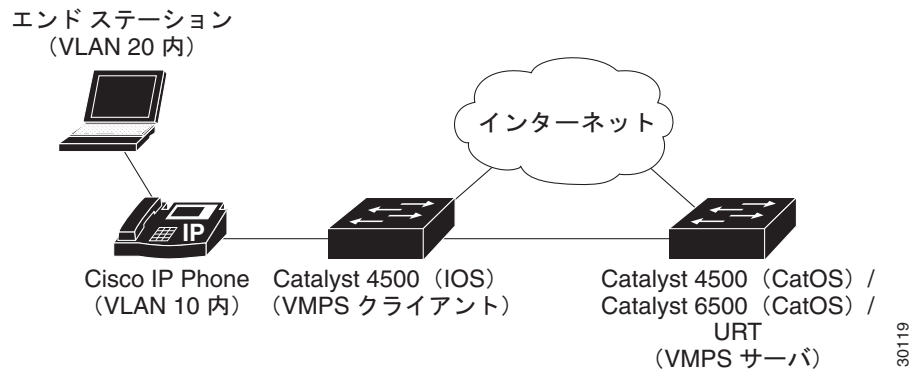 エンド ステーション
（VLAN 20 内）
インターネット
IP
Cisco IP Phone
（VLAN 10 内）
Catalyst 4500（IOS）
（VMPS クライアント）
Catalyst 4500（CatOS）/
Catalyst 6500（CatOS）/
URT
（VMPS サーバ）
30119